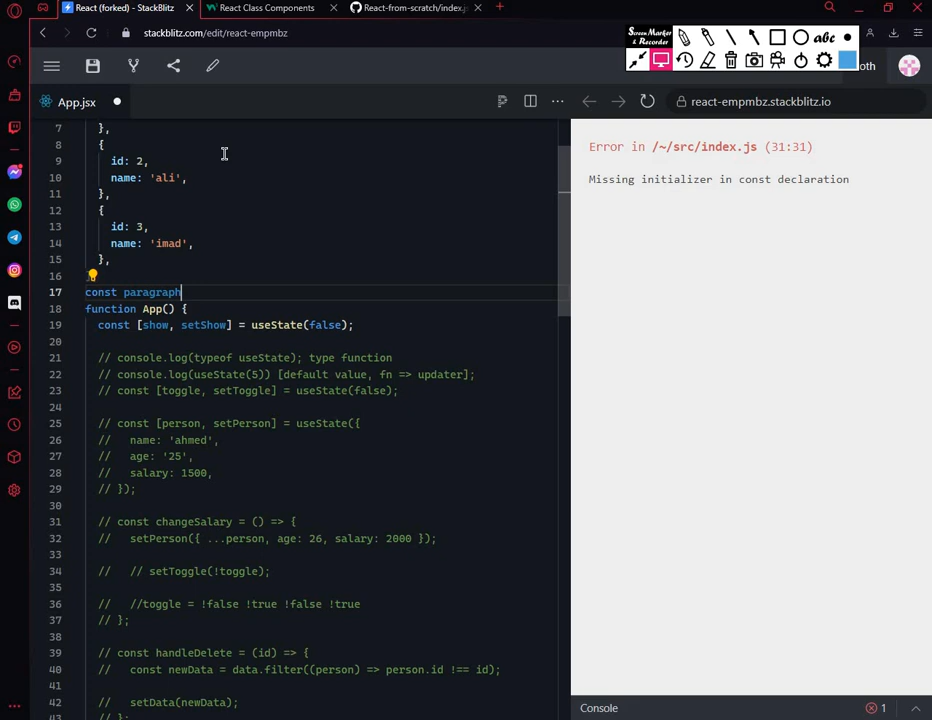 React (forked) - StackBlitz
React Class Components
React-from-scratch/index.js
stackblitz.com/edit/react-empmbz
Screen Marker
& Recorder
abc
oth
App.jsx
react-empmbz.stackblitz.io
7 },
8 {
9 id: 2,
10 name: 'ali',
11 },
12 {
13 id: 3,
14 name: 'imad',
15 },
16
17 const paragraph
18 function App() {
19 const [show, setShow] = useState(false);
20
21 // console.log(typeof useState); type function
22 // console.log(useState(5)) [default value, fn => updater];
23 // const [toggle, setToggle] = useState(false);
24
25 // const [person, setPerson] = useState({
26 // name: 'ahmed',
27 // age: '25',
28 // salary: 1500,
29 // });
30
31 // const changeSalary = () => {
32 // setPerson({ ...person, age: 26, salary: 2000 });
33
34 // // setToggle(!toggle);
35
36 // //toggle = !false !true !false !true
37 // };
38
39 // const handleDelete = (id) => {
40 // const newData = data.filter((person) => person.id !== id);
41
42 // setData(newData);
43 // };
Error in /~/src/index.js (31:31)
Missing initializer in const declaration
Console
1